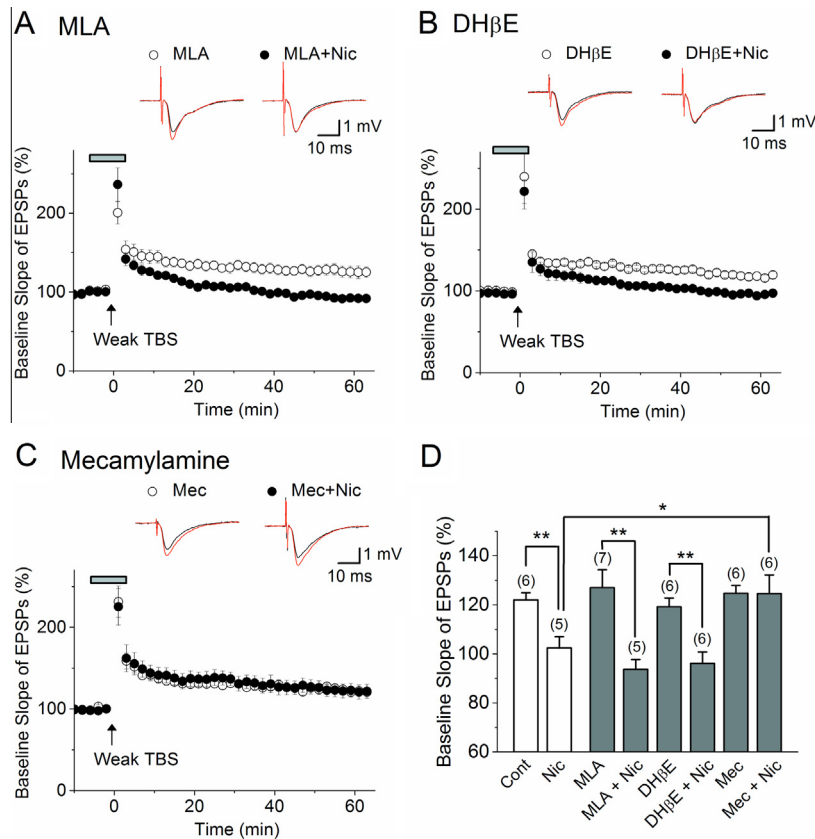 A MLA
MLA MLA+Nic
1 mV
10 ms
Baseline Slope of EPSPs (%)
200
100
0
Weak TBS
0 20 40 60
Time (min)
B DHβE
DHβE DHβE+Nic
1 mV
10 ms
Baseline Slope of EPSPs (%)
200
100
0
Weak TBS
0 20 40 60
Time (min)
C Mecamylamine
Mec Mec+Nic
1 mV
10 ms
Baseline Slope of EPSPs (%)
200
100
0
Weak TBS
0 20 40 60
Time (min)
D
Baseline Slope of EPSPs (%)
140
120
100
80
60
*
** ** **
(6) (5) (7) (5) (6) (6) (6) (6)
Cont Nic MLA MLA + Nic DHβE DHβE + Nic Mec Mec + Nic